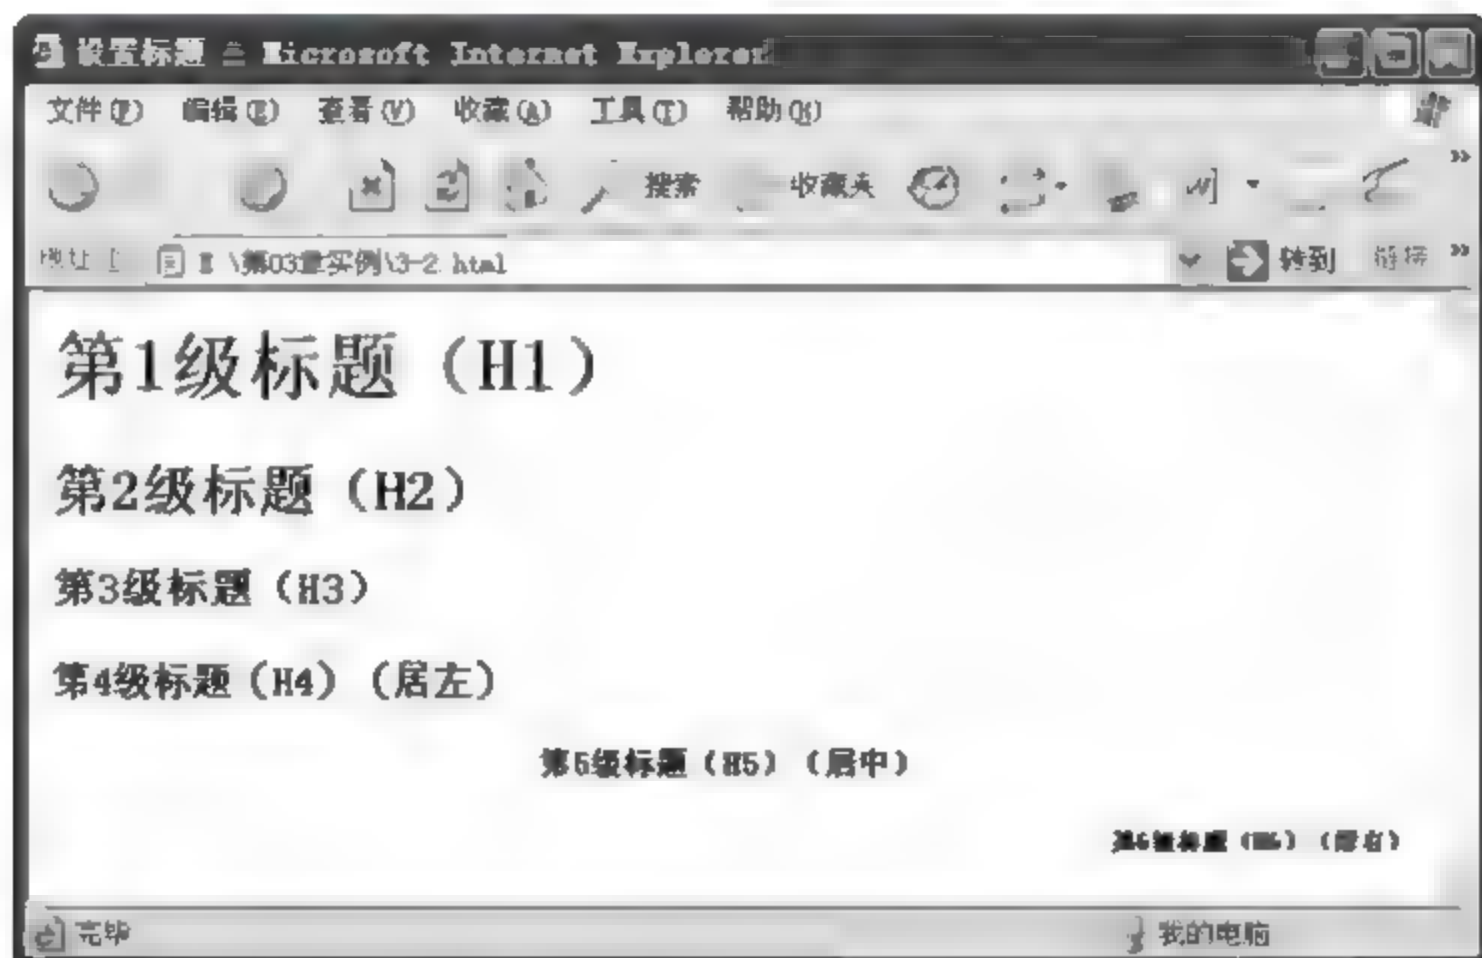 设置标题 - Microsoft Internet Explorer
文件(F) 编辑(E) 查看(V) 收藏(A) 工具(T) 帮助(H)
搜索 收藏夹
地址 \第03章实例\3-2 html 转到 链接 »
第1级标题（H1）
第2级标题（H2）
第3级标题（H3）
第4级标题（H4）（居左）
第5级标题（H5）（居中）
第6级标题（H6）（居右）
完毕 我的电脑